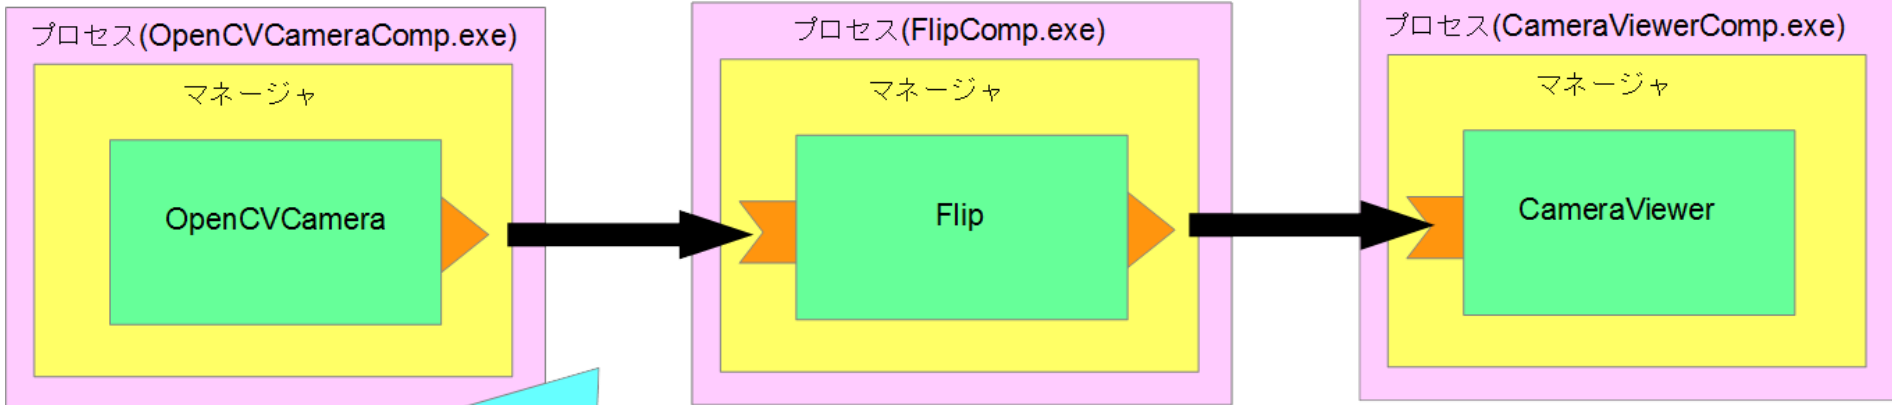 プロセス(OpenCVCameraComp.exe)
マネージャ
OpenCVCamera
プロセス(FlipComp.exe)
マネージャ
Flip
プロセス(CameraViewerComp.exe)
マネージャ
CameraViewer